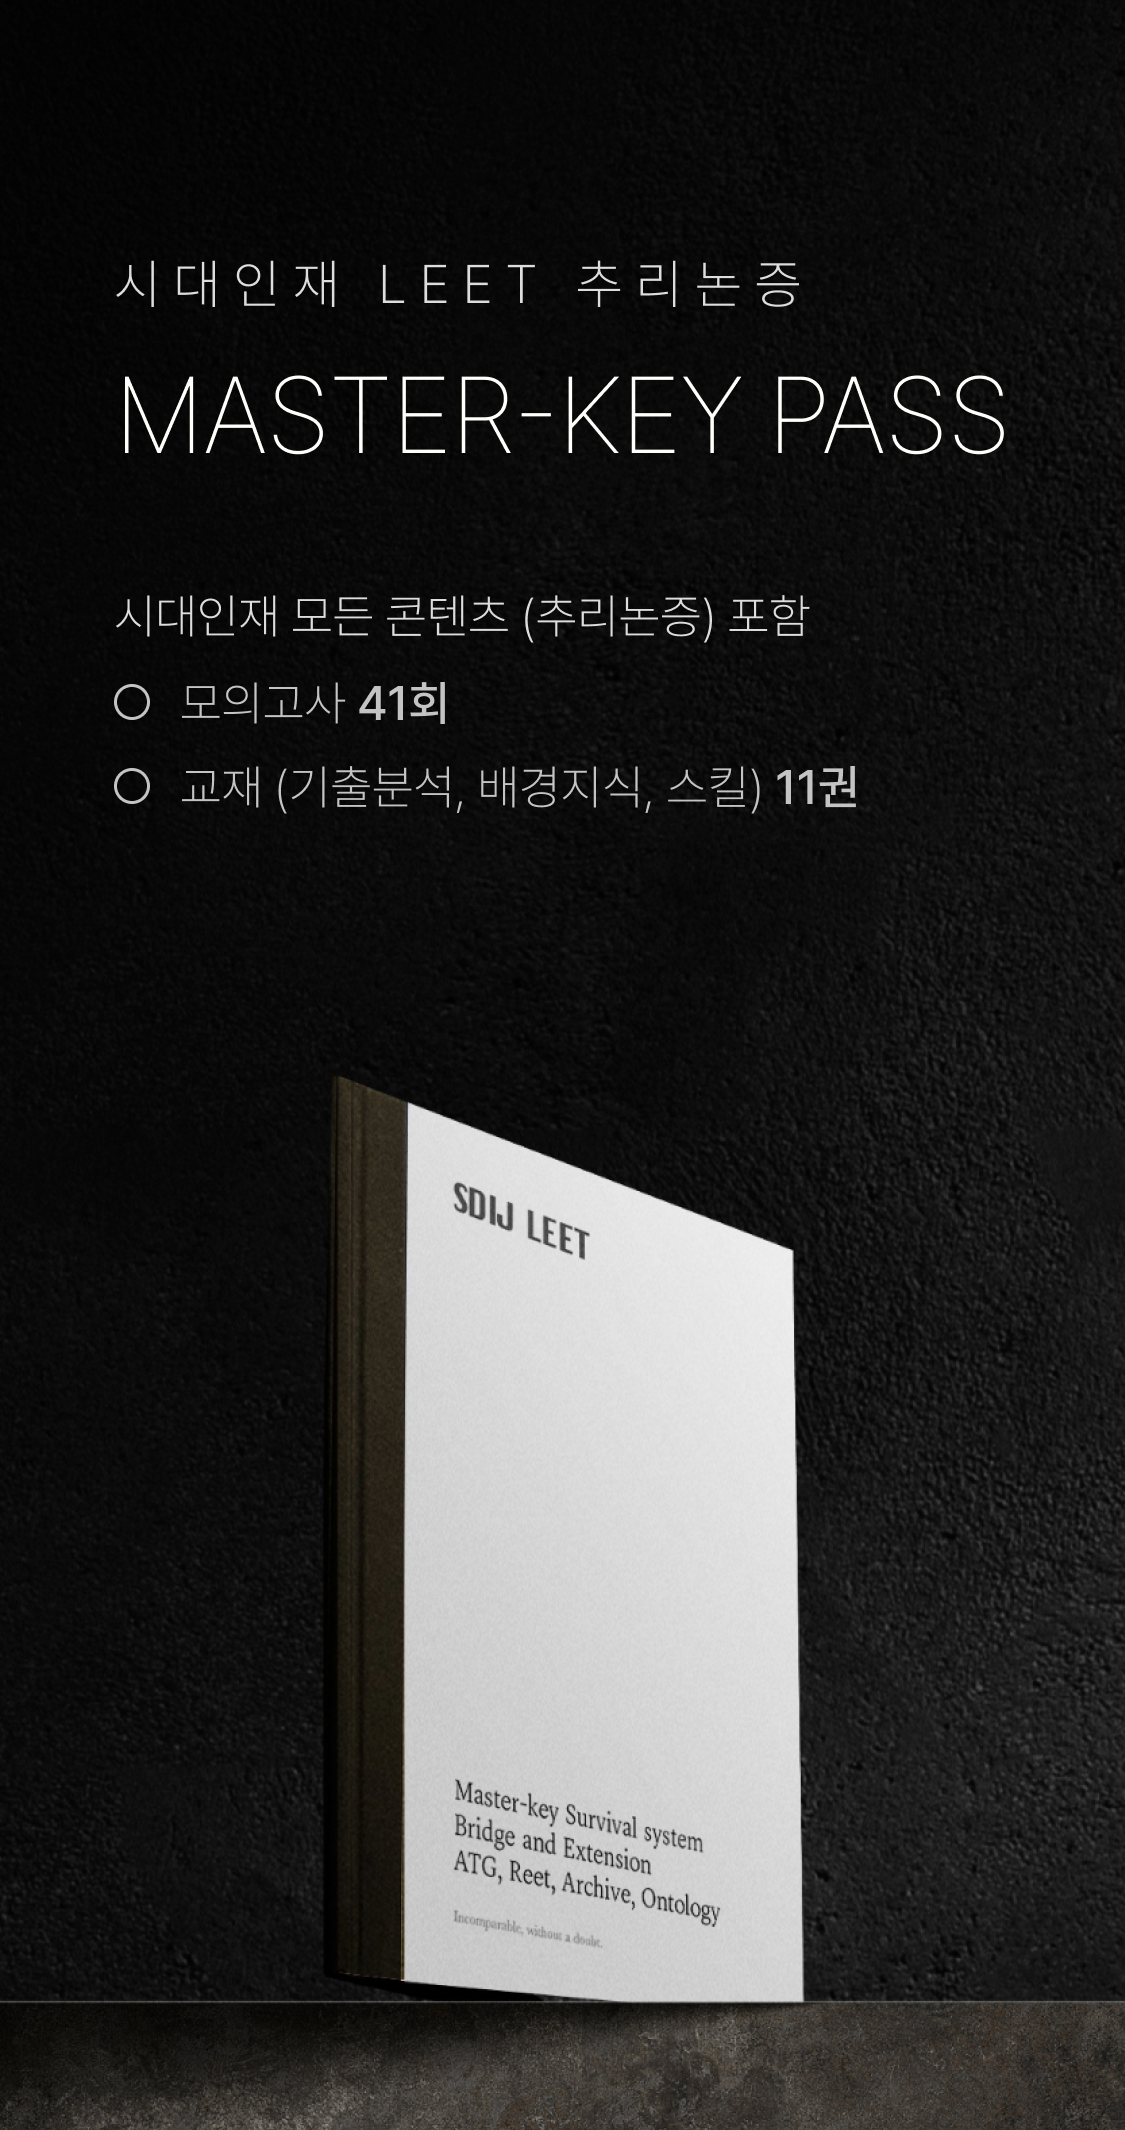 시대인재 LEET 추리논증
MASTER-KEY PASS
시대인재 모든 콘텐츠 (추리논증) 포함
모의고사 41회
교재 (기출분석, 배경지식, 스킬) 11권
SDIJ LEET
Master-key Survival system
Bridge and Extension
ATG, Reet, Archive, Ontology
Incomparable, without a doubt.